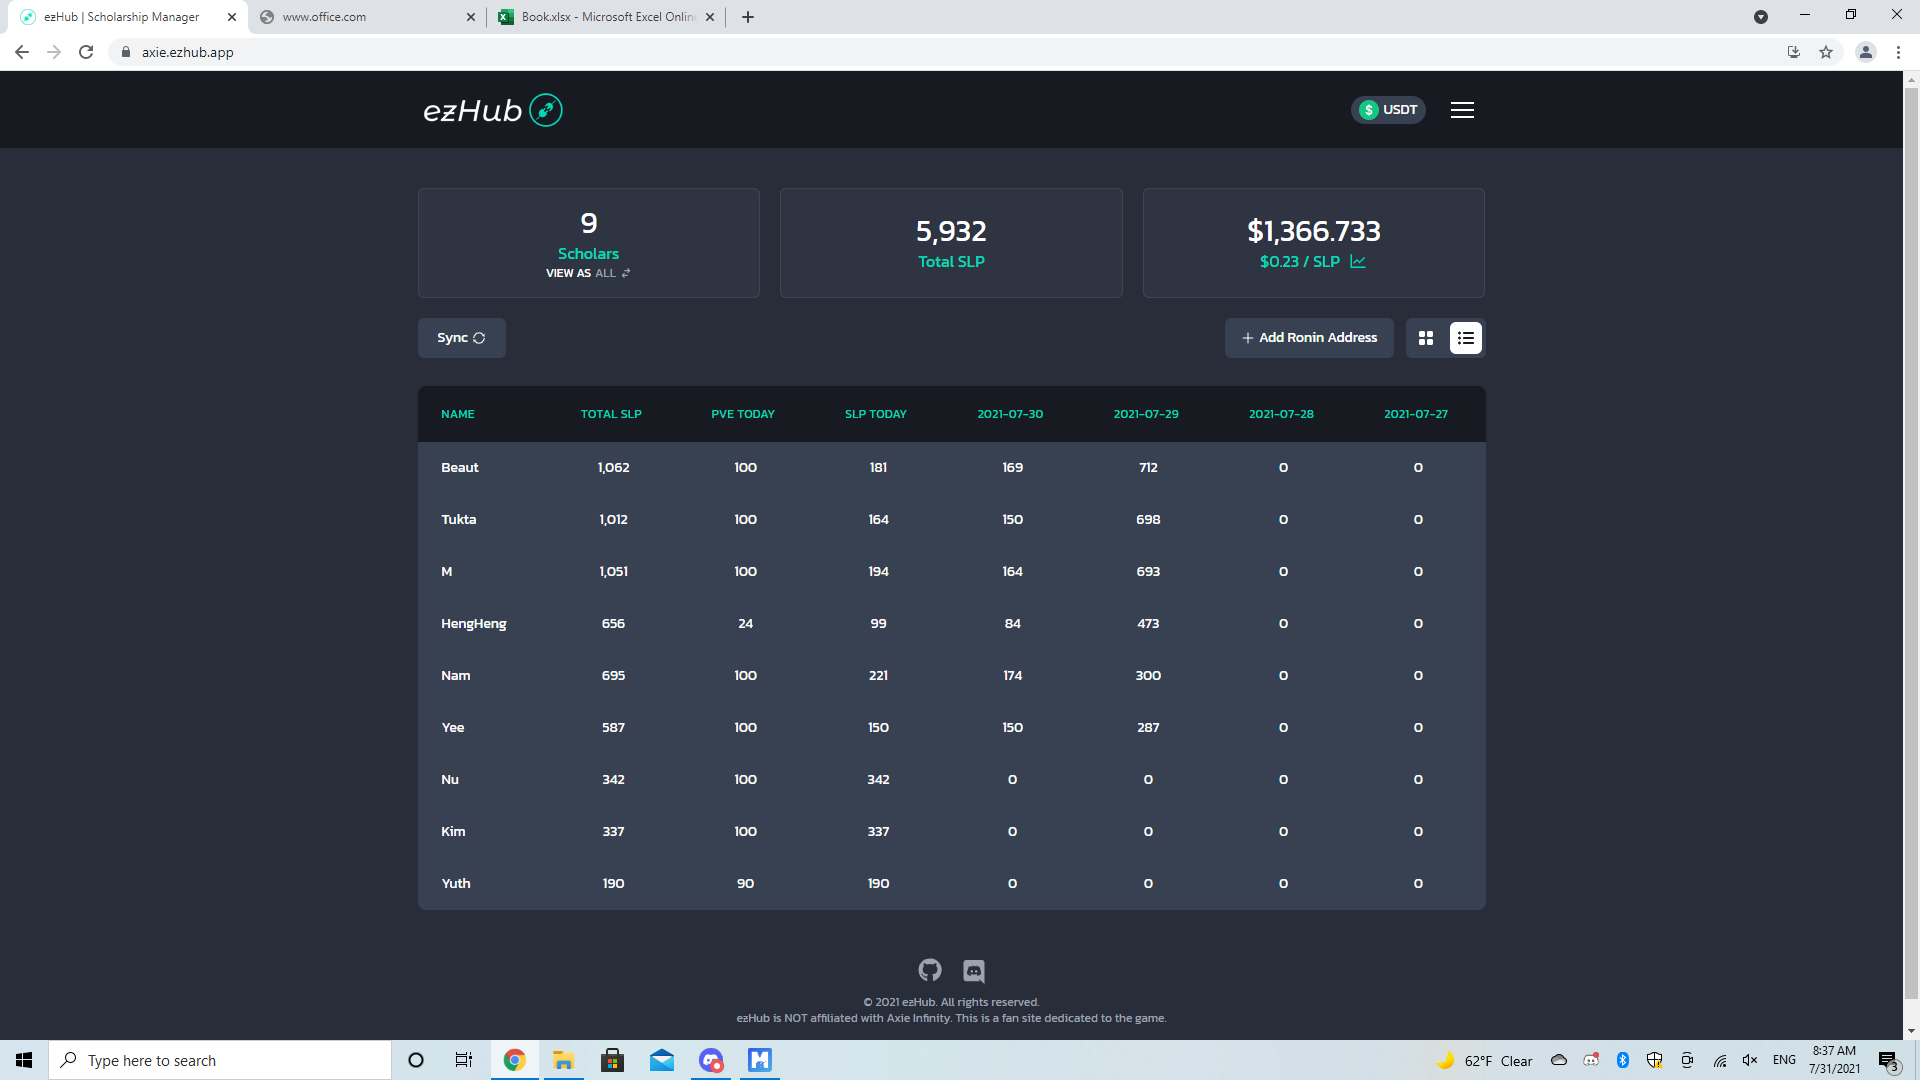 ezHub | Scholarship Manager
www.office.com
Book.xlsx - Microsoft Excel Onlin
axie.ezhub.app
ezHub
$ USDT
9
Scholars
VIEW AS ALL
5,932
Total SLP
$1,366.733
$0.23 / SLP
Sync
+ Add Ronin Address
NAME TOTAL SLP PVE TODAY SLP TODAY 2021-07-30 2021-07-29 2021-07-28 2021-07-27
Beaut 1,062 100 181 169 712 0 0
Tukta 1,012 100 164 150 698 0 0
M 1,051 100 194 164 693 0 0
HengHeng 656 24 99 84 473 0 0
Nam 695 100 221 174 300 0 0
Yee 587 100 150 150 287 0 0
Nu 342 100 342 0 0 0 0
Kim 337 100 337 0 0 0 0
Yuth 190 90 190 0 0 0 0
© 2021 ezHub. All rights reserved.
ezHub is NOT affiliated with Axie Infinity. This is a fan site dedicated to the game.
Type here to search
62°F Clear
ENG
8:37 AM
7/31/2021
3